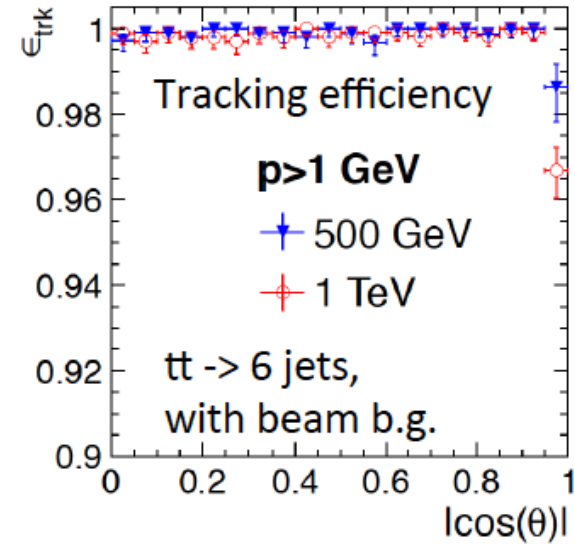 ϵtrk
1
0.98
0.96
0.94
0.92
0.9
Tracking efficiency
p>1 GeV
500 GeV
1 TeV
tt -> 6 jets,
with beam b.g.
0 0.2 0.4 0.6 0.8 1
|cos(θ)|